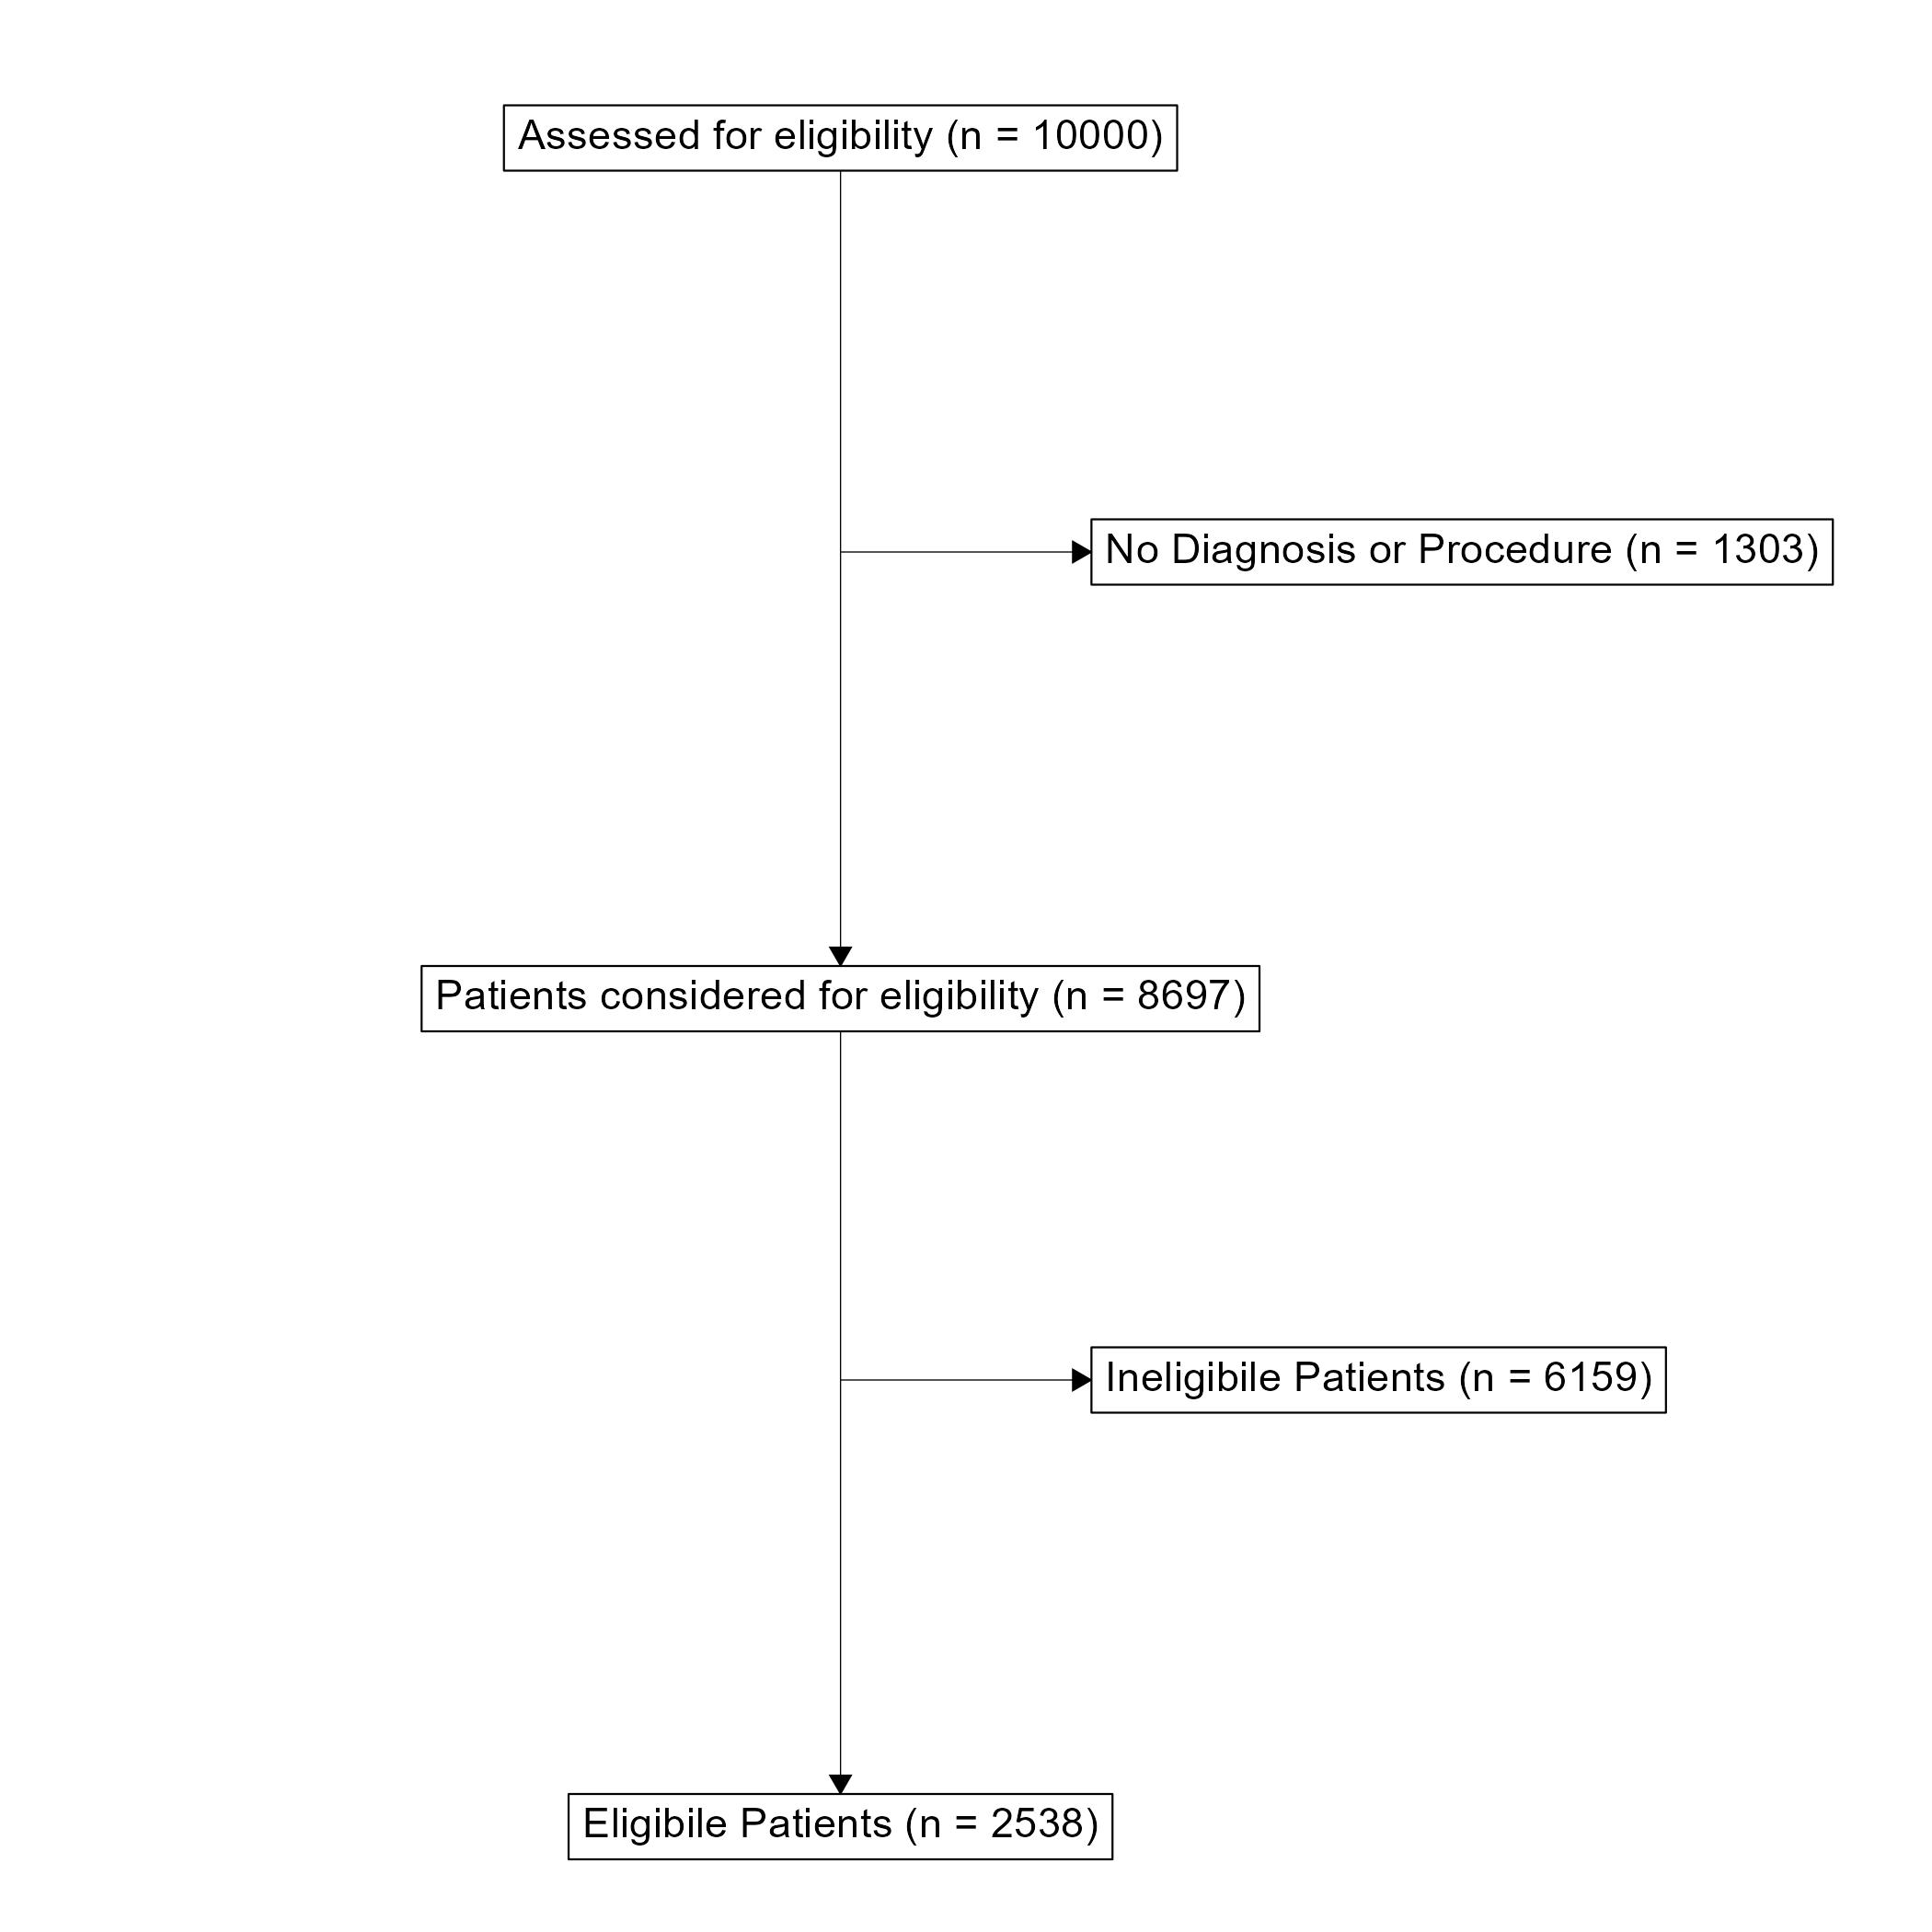 Assessed for eligibility (n = 10000)
No Diagnosis or Procedure (n = 1303)
Patients considered for eligibility (n = 8697)
Ineligibile Patients (n = 6159)
Eligibile Patients (n = 2538)